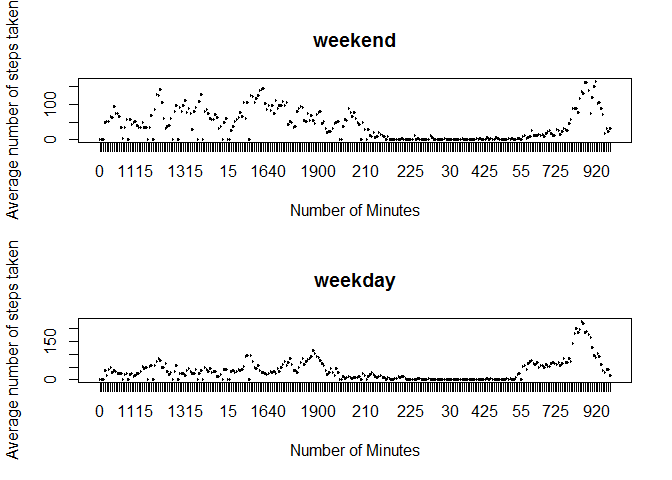 weekend
Average number of steps taken
100
0
0 1115 1315 15 1640 1900 210 225 30 425 55 725 920
Number of Minutes
weekday
Average number of steps taken
150
0
0 1115 1315 15 1640 1900 210 225 30 425 55 725 920
Number of Minutes